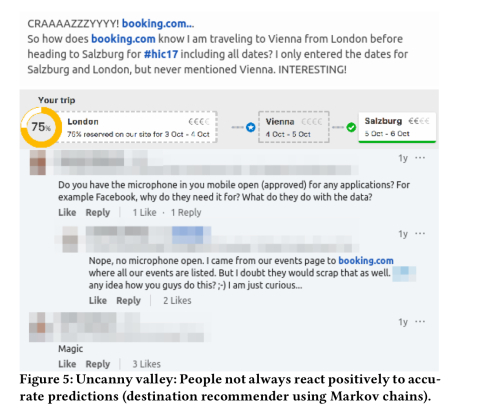 CRAAAAZZZYYYY! booking.com...
So how does booking.com know I am traveling to Vienna from London before
heading to Salzburg for #hic17 including all dates? I only entered the dates for
Salzburg and London, but never mentioned Vienna. INTERESTING!
Your trip
75%
London €€€€
75% reserved on our site for 3 Oct - 4 Oct
Vienna €€€€
4 Oct - 5 Oct
Salzburg €€€€
5 Oct - 6 Oct
1y ...
Do you have the microphone in you mobile open (approved) for any applications? For
example Facebook, why do they need it for? What do they do with the data?
Like Reply 1 Like · 1 Reply
1y ...
Nope, no microphone open. I came from our events page to booking.com
where all our events are listed. But I doubt they would scrap that as well.
any idea how you guys do this? ;-) I am just curious...
Like Reply 2 Likes
1y ...
Magic
Like Reply 3 Likes
Figure 5: Uncanny valley: People not always react positively to accu-
rate predictions (destination recommender using Markov chains).